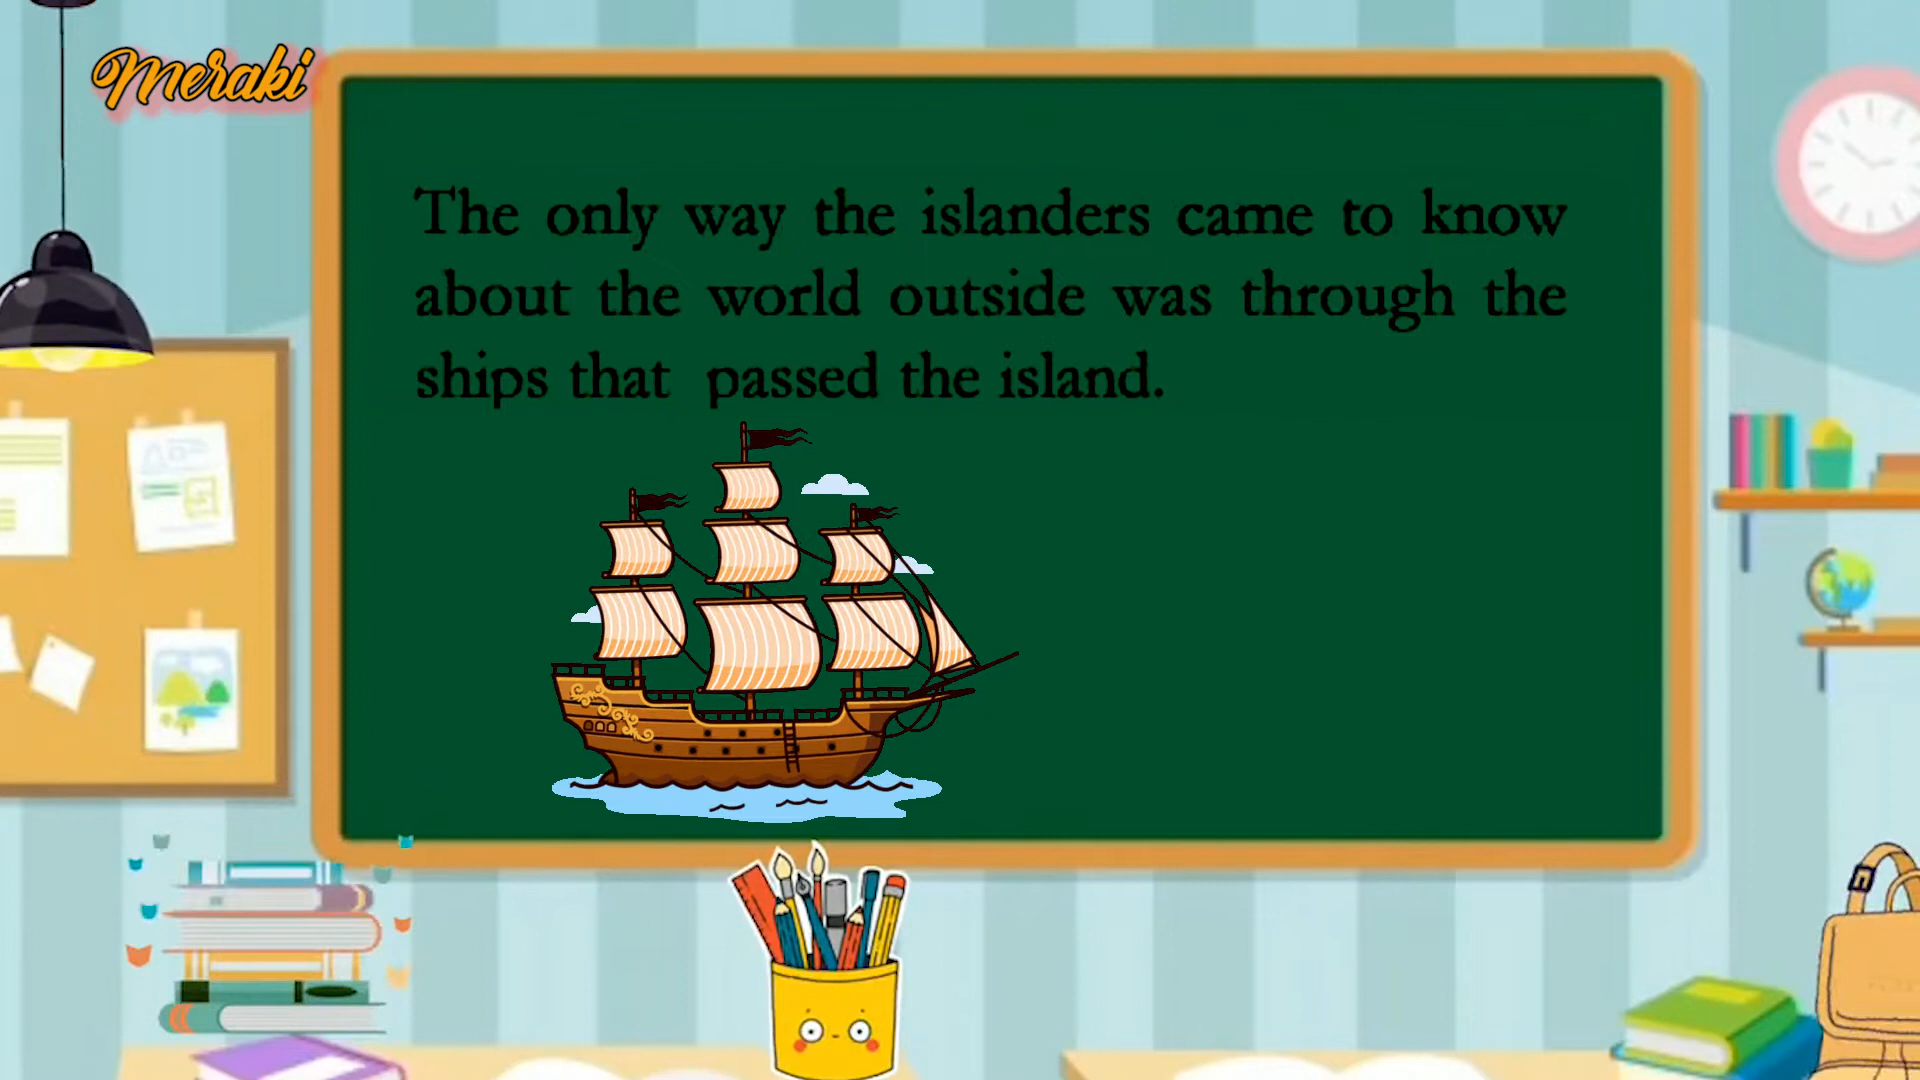 Meraki
The only way the islanders came to know
about the world outside was through the
ships that passed the island.